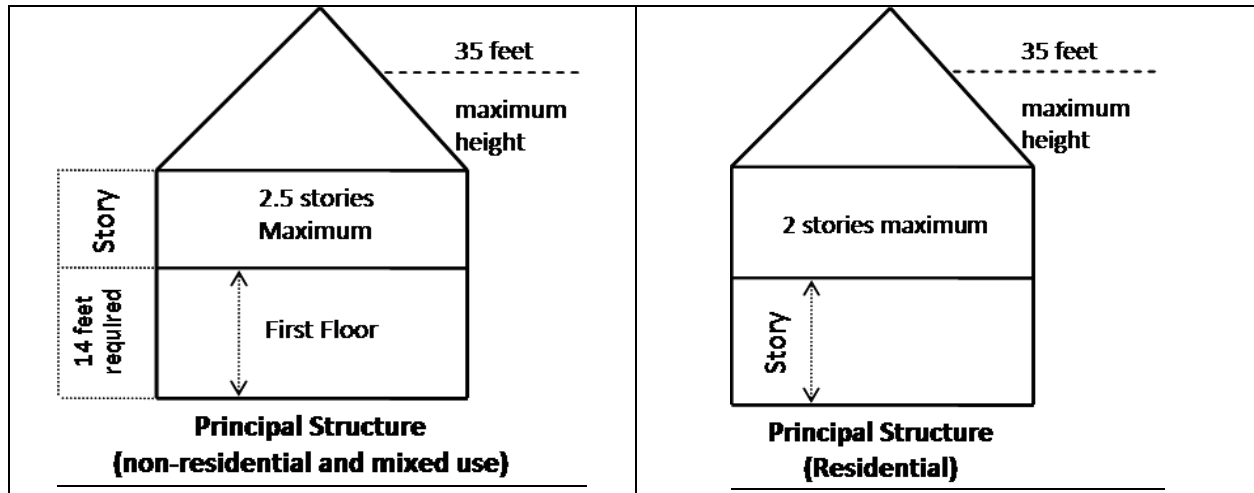 35 feet
maximum
height
Story
2.5 stories
Maximum
14 feet
required
First Floor
Principal Structure
(non-residential and mixed use)
35 feet
maximum
height
2 stories maximum
Story
Principal Structure
(Residential)